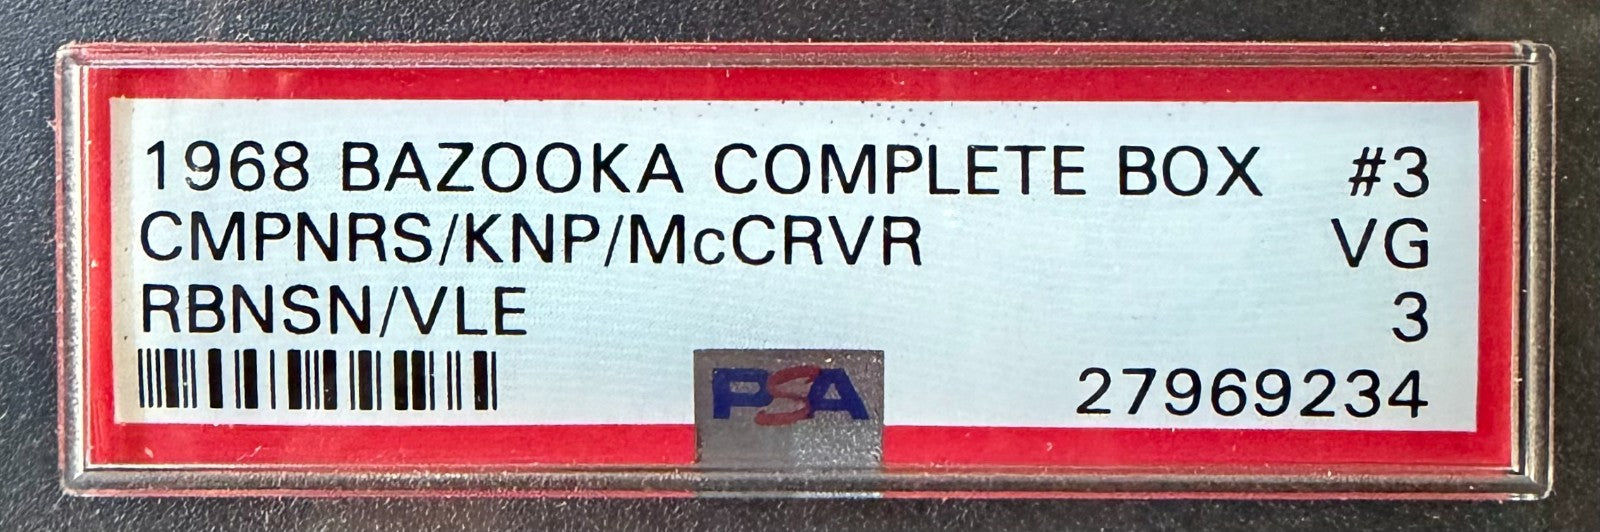 1968 BAZOOKA COMPLETE BOX #3
CMPNRS/KNP/McCRVR VG
RBNSN/VLE 3
PSA 27969234